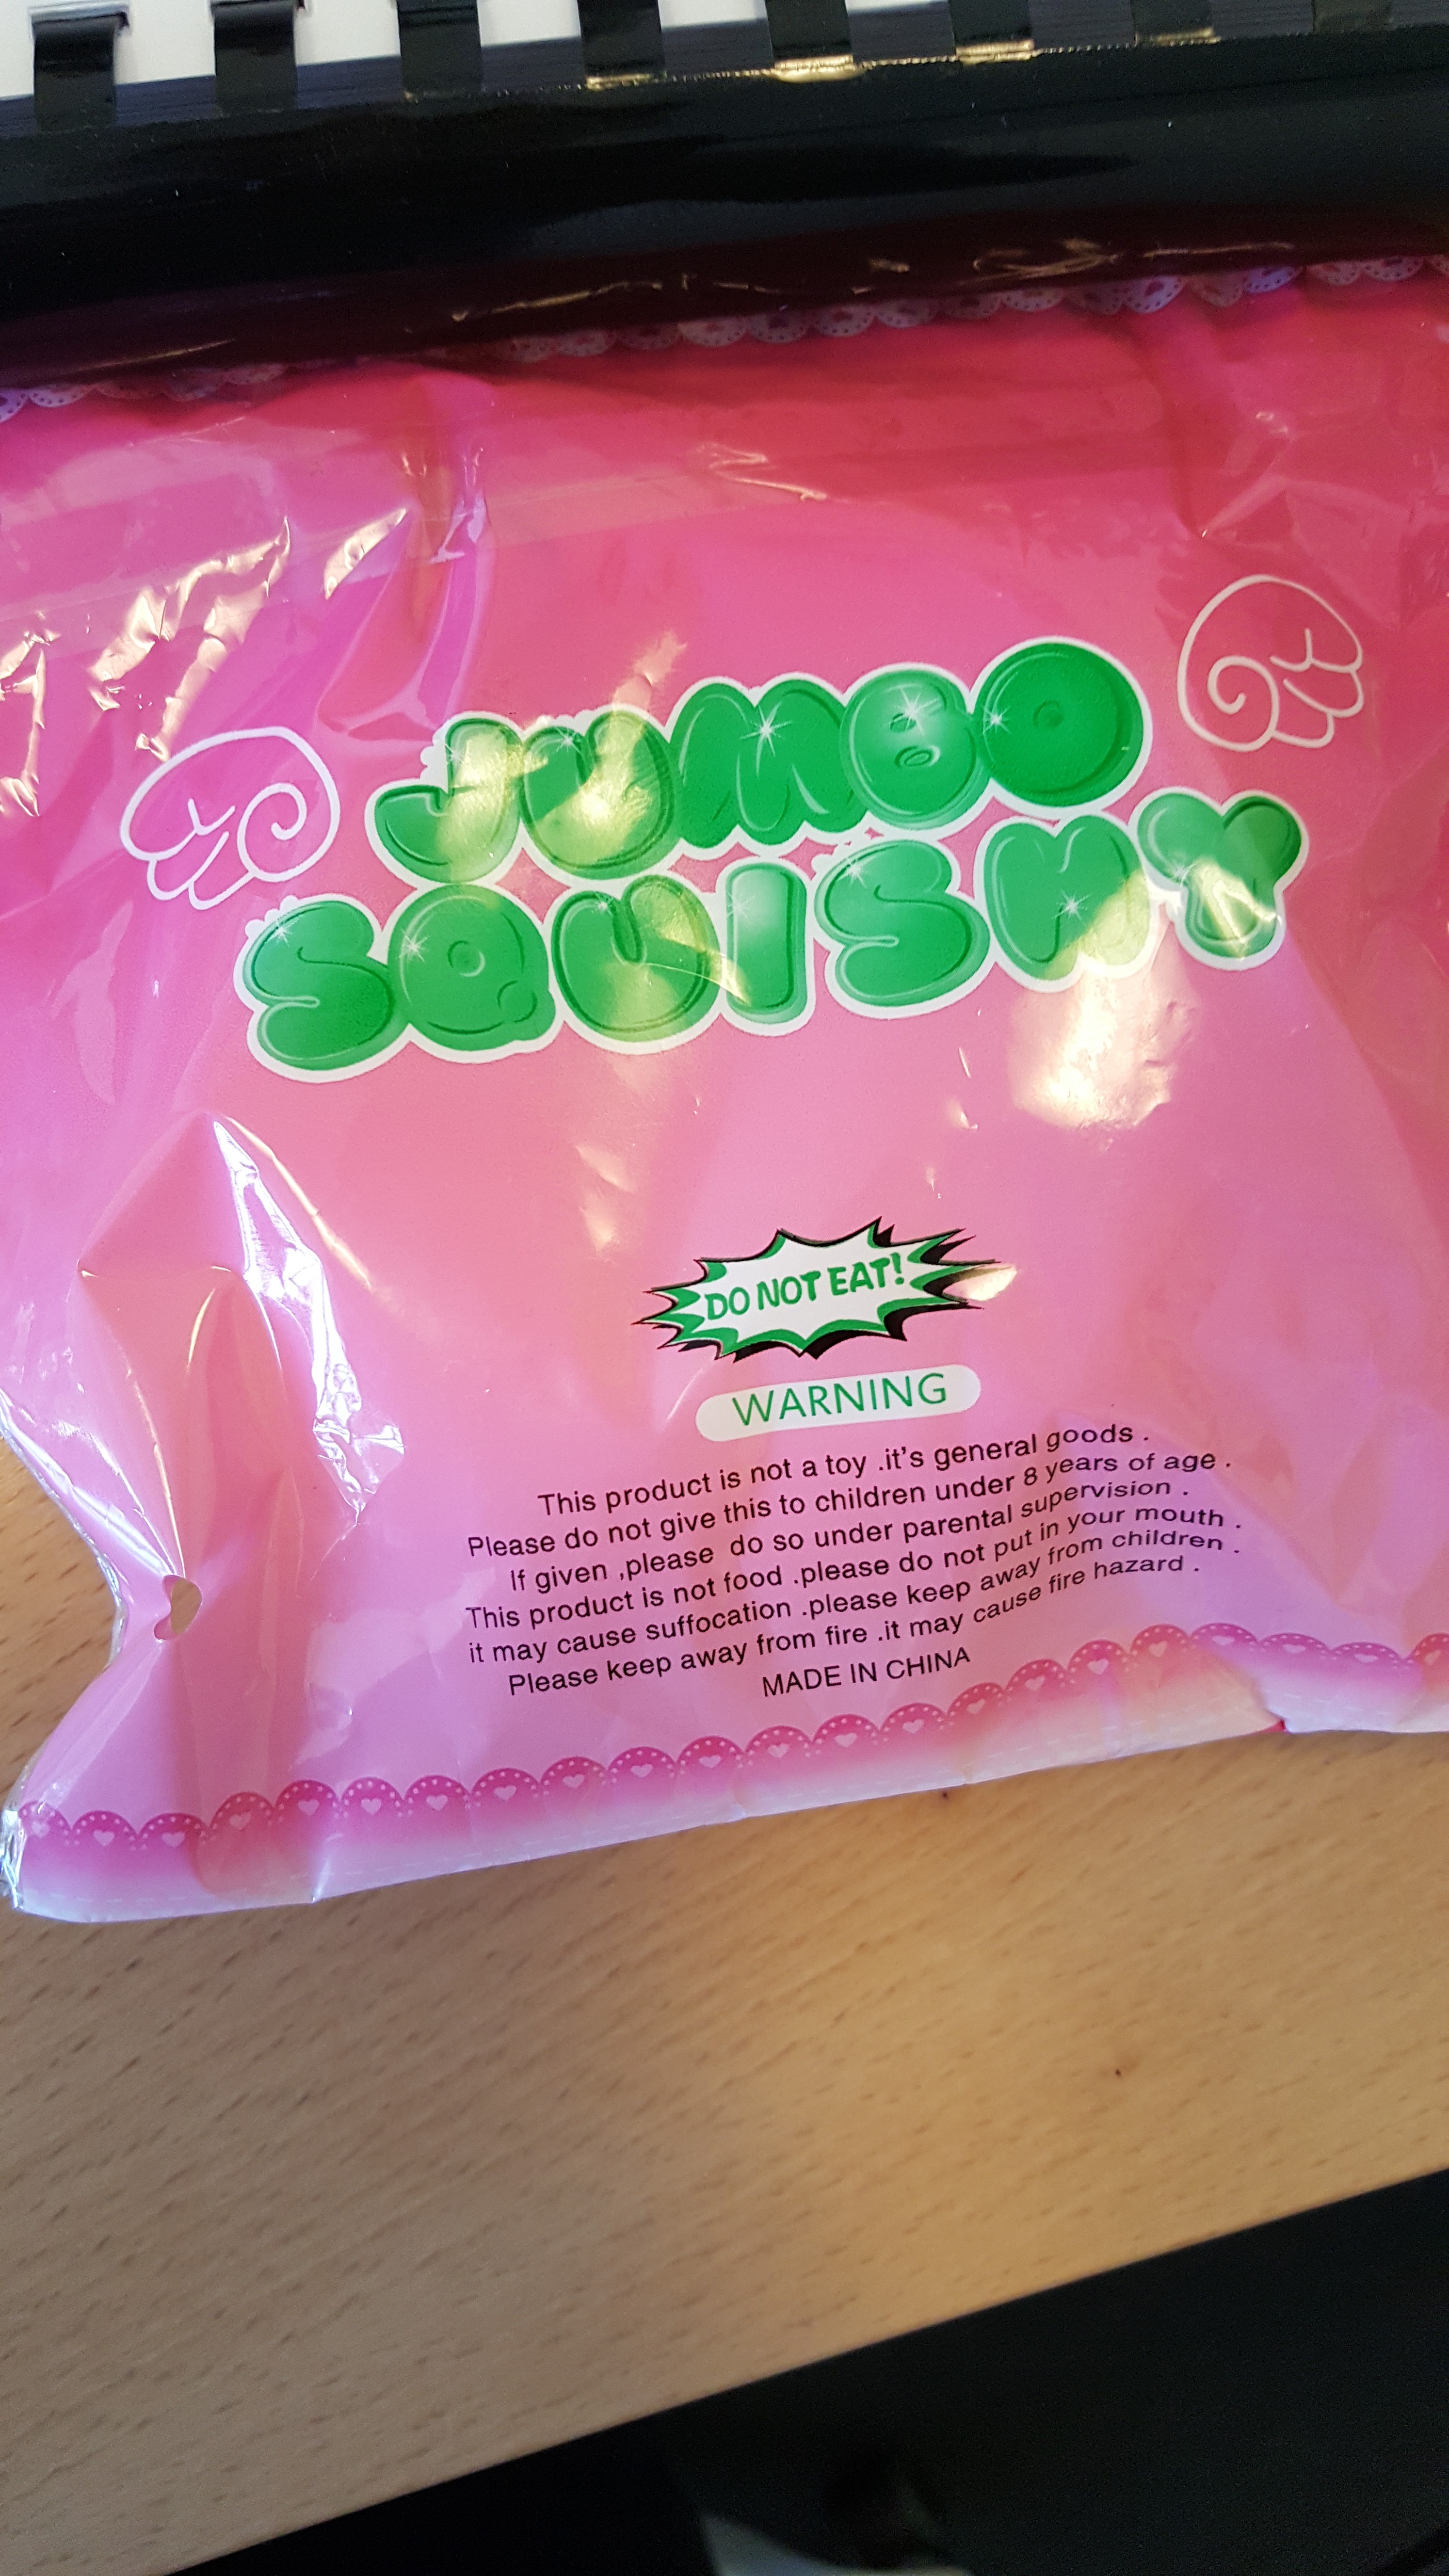 JUMBO
SQUISHY
DO NOT EAT!
WARNING
This product is not a toy .it's general goods .
Please do not give this to children under 8 years of age .
If given ,please do so under parental supervision .
This product is not food .please do not put in your mouth .
it may cause suffocation .please keep away from children .
Please keep away from fire .it may cause fire hazard .
MADE IN CHINA